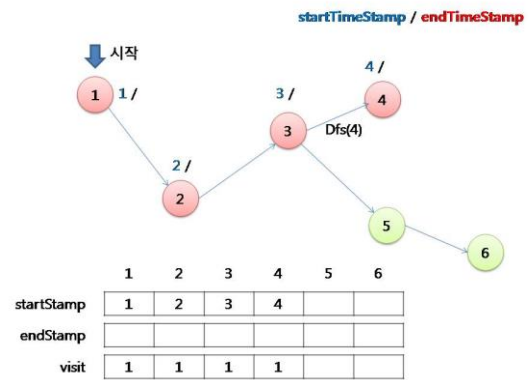 startTimeStamp / endTimeStamp
시작
1
1 /
2 /
2
3 /
3
4 /
4
Dfs(4)
5
6
1 2 3 4 5 6
startStamp 1 2 3 4
endStamp
visit 1 1 1 1